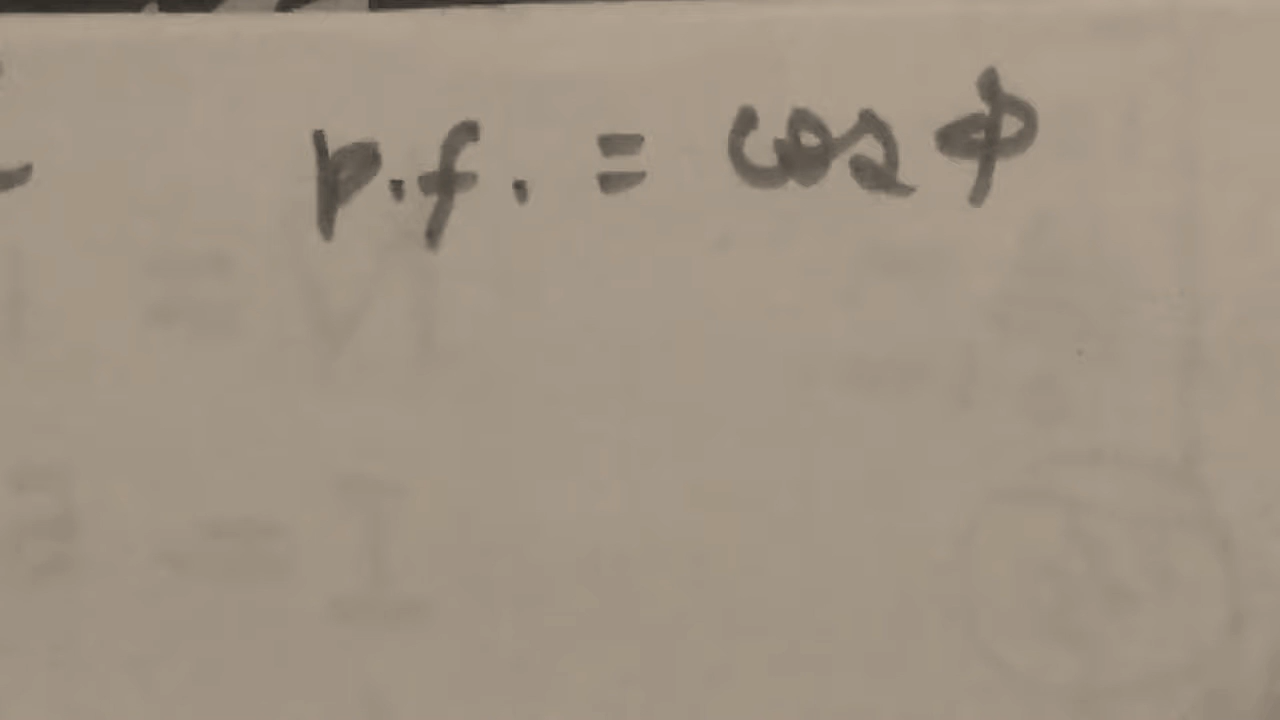 p.f. = cos ϕ